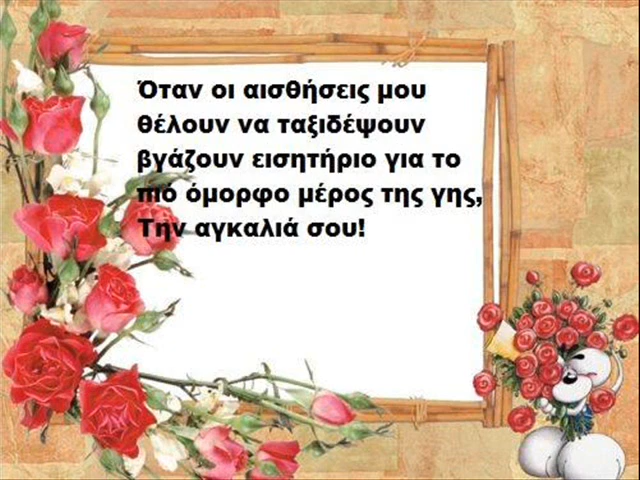 Όταν οι αισθήσεις μου
θέλουν να ταξιδέψουν
βγάζουν εισητήριο για το
πιό όμορφο μέρος της γης,
Την αγκαλιά σου!